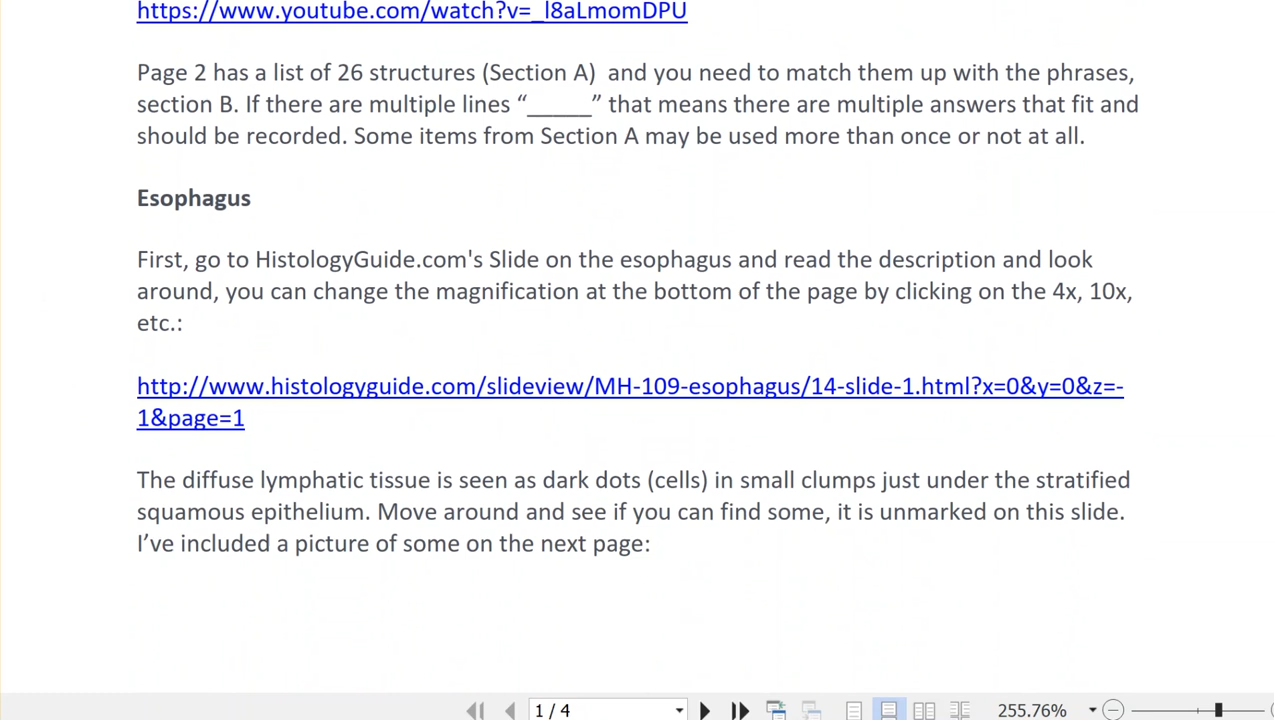 https://www.youtube.com/watch?v=_l8aLmomDPU
Page 2 has a list of 26 structures (Section A)  and you need to match them up with the phrases,
section B. If there are multiple lines “_____” that means there are multiple answers that fit and
should be recorded. Some items from Section A may be used more than once or not at all.
Esophagus
First, go to HistologyGuide.com's Slide on the esophagus and read the description and look
around, you can change the magnification at the bottom of the page by clicking on the 4x, 10x,
etc.:
http://www.histologyguide.com/slideview/MH-109-esophagus/14-slide-1.html?x=0&y=0&z=-
1&page=1
The diffuse lymphatic tissue is seen as dark dots (cells) in small clumps just under the stratified
squamous epithelium. Move around and see if you can find some, it is unmarked on this slide.
I’ve included a picture of some on the next page:
1 / 4
255.76%